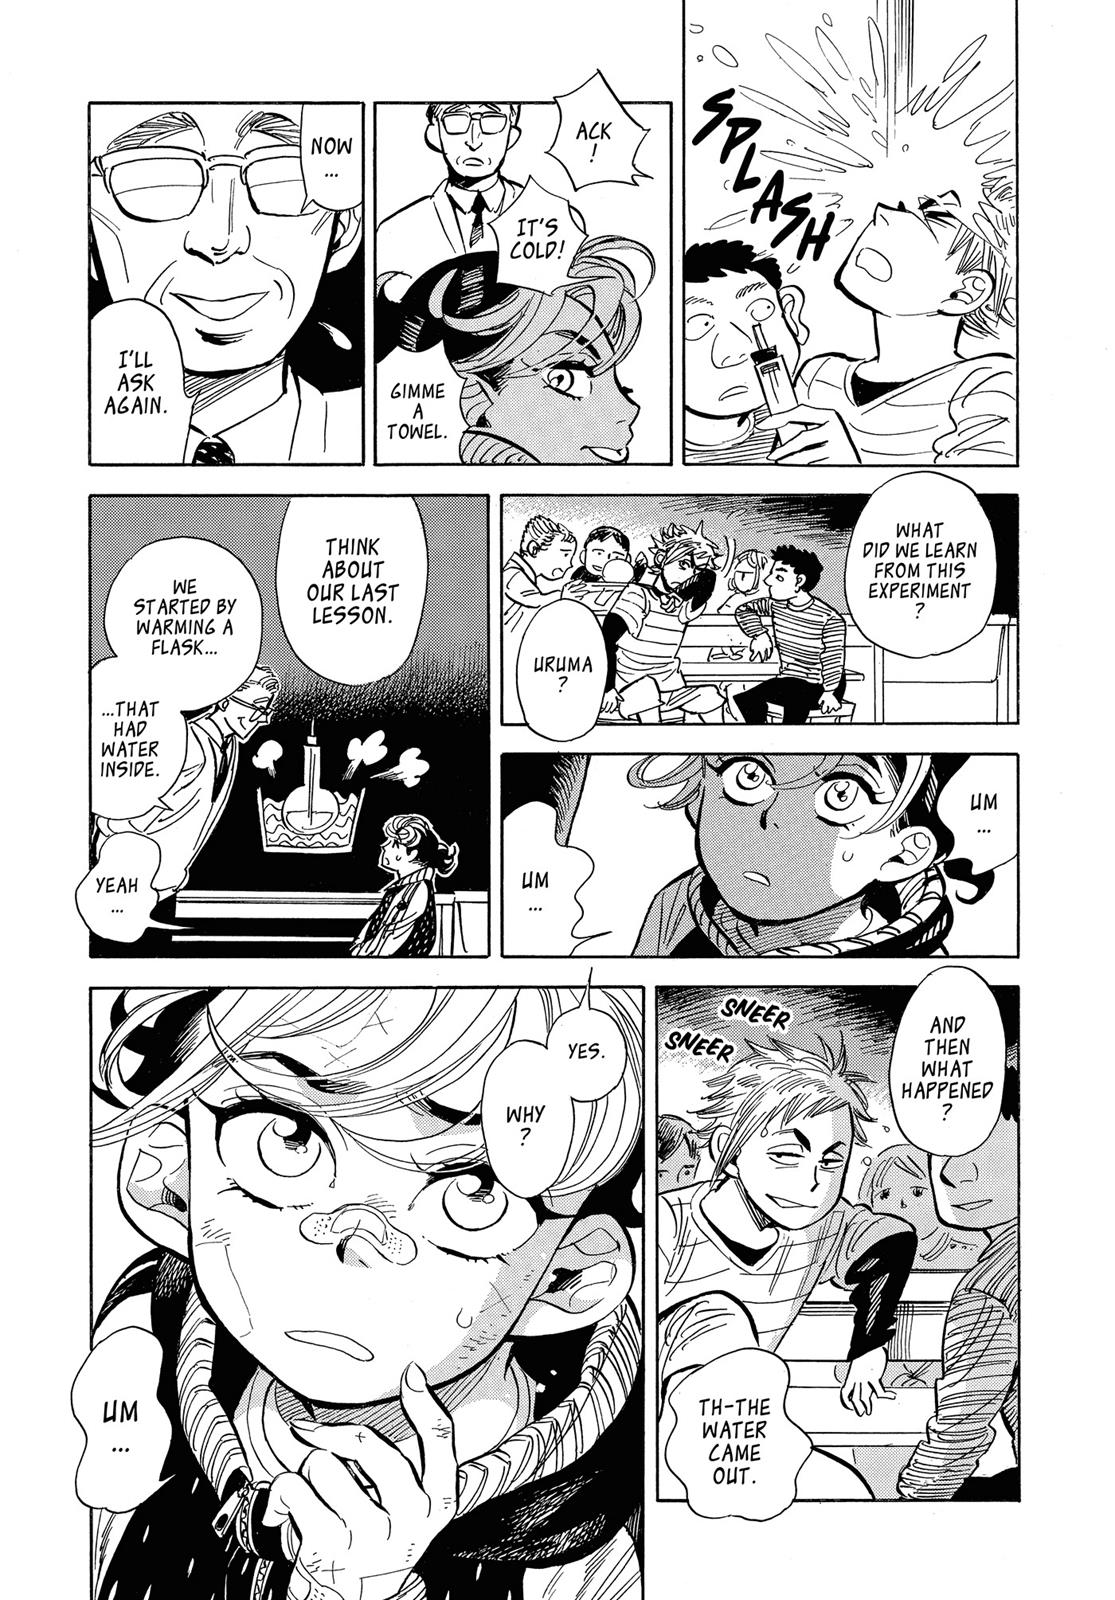 SPLASH
ACK
!
IT'S
COLD!
GIMME
A
TOWEL.
NOW
...
I'LL
ASK
AGAIN.
WHAT
DID WE LEARN
FROM THIS
EXPERIMENT
?
URUMA
?
UM
...
UM
...
THINK
ABOUT
OUR LAST
LESSON.
WE
STARTED BY
WARMING A
FLASK...
...THAT
HAD
WATER
INSIDE.
YEAH
...
AND
THEN
WHAT
HAPPENED
?
SNEER
SNEER
TH-THE
WATER
CAME
OUT.
YES.
WHY
?
UM
...